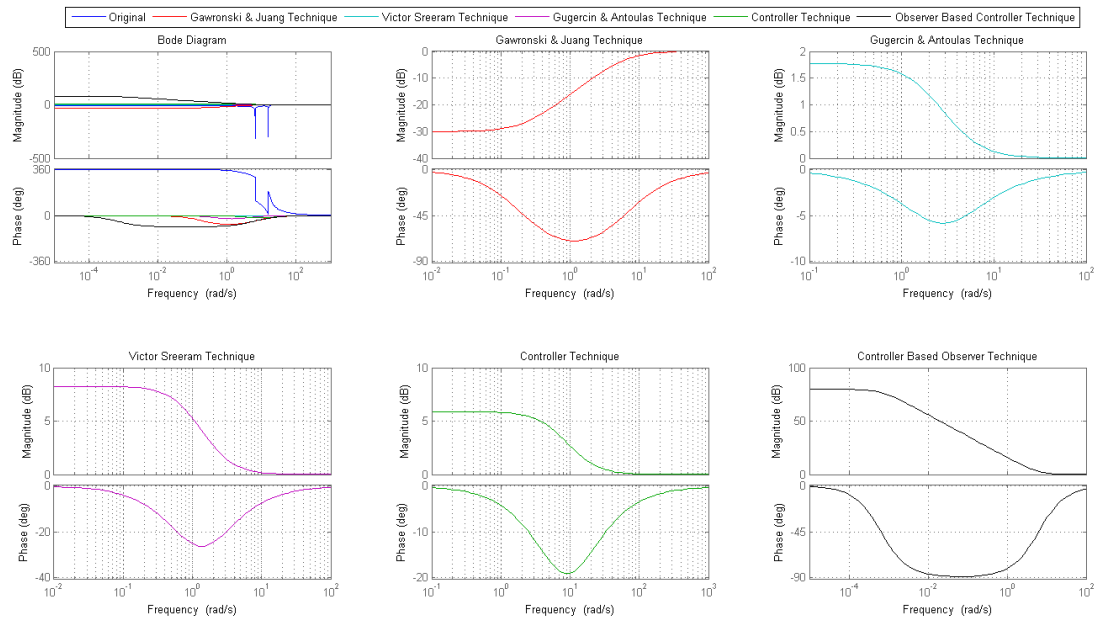 Original Gawronski & Juang Technique Victor Sreeram Technique Gugercin & Antoulas Technique Controller Technique Observer Based Controller Technique
Bode Diagram
Magnitude (dB)
500
0
-500
Phase (deg)
360
0
-360
10^-4 10^-2 10^0 10^2
Frequency (rad/s)
Gawronski & Juang Technique
Magnitude (dB)
0
-10
-20
-30
-40
Phase (deg)
0
-45
-90
10^-2 10^-1 10^0 10^1 10^2
Frequency (rad/s)
Gugercin & Antoulas Technique
Magnitude (dB)
2
1.5
1
0.5
0
Phase (deg)
0
-5
-10
10^-1 10^0 10^1 10^2
Frequency (rad/s)
Victor Sreeram Technique
Magnitude (dB)
10
5
0
Phase (deg)
0
-20
-40
10^-2 10^-1 10^0 10^1 10^2
Frequency (rad/s)
Controller Technique
Magnitude (dB)
10
5
0
Phase (deg)
0
-10
-20
10^-1 10^0 10^1 10^2 10^3
Frequency (rad/s)
Controller Based Observer Technique
Magnitude (dB)
100
50
0
Phase (deg)
0
-45
-90
10^-4 10^-2 10^0 10^2
Frequency (rad/s)